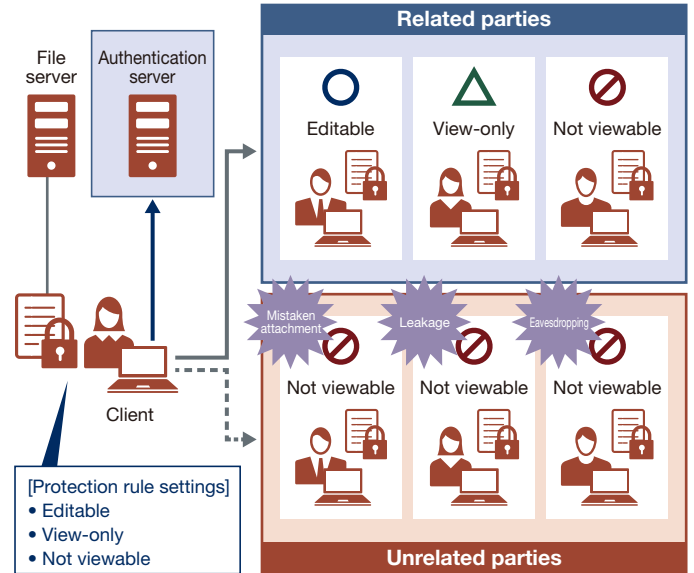 Related parties
File
server
Authentication
server
Editable
View-only
Not viewable
Mistaken
attachment
Leakage
Eavesdropping
Not viewable
Not viewable
Not viewable
Client
[Protection rule settings]
• Editable
• View-only
• Not viewable
Unrelated parties